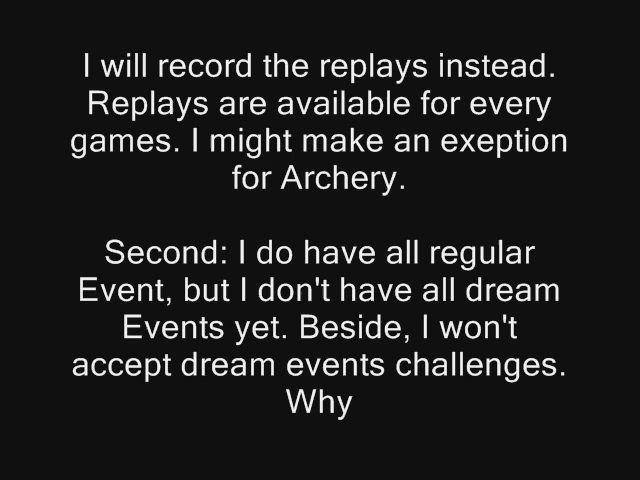 I will record the replays instead.
Replays are available for every
games. I might make an exeption
for Archery.
Second: I do have all regular
Event, but I don't have all dream
Events yet. Beside, I won't
accept dream events challenges.
Why